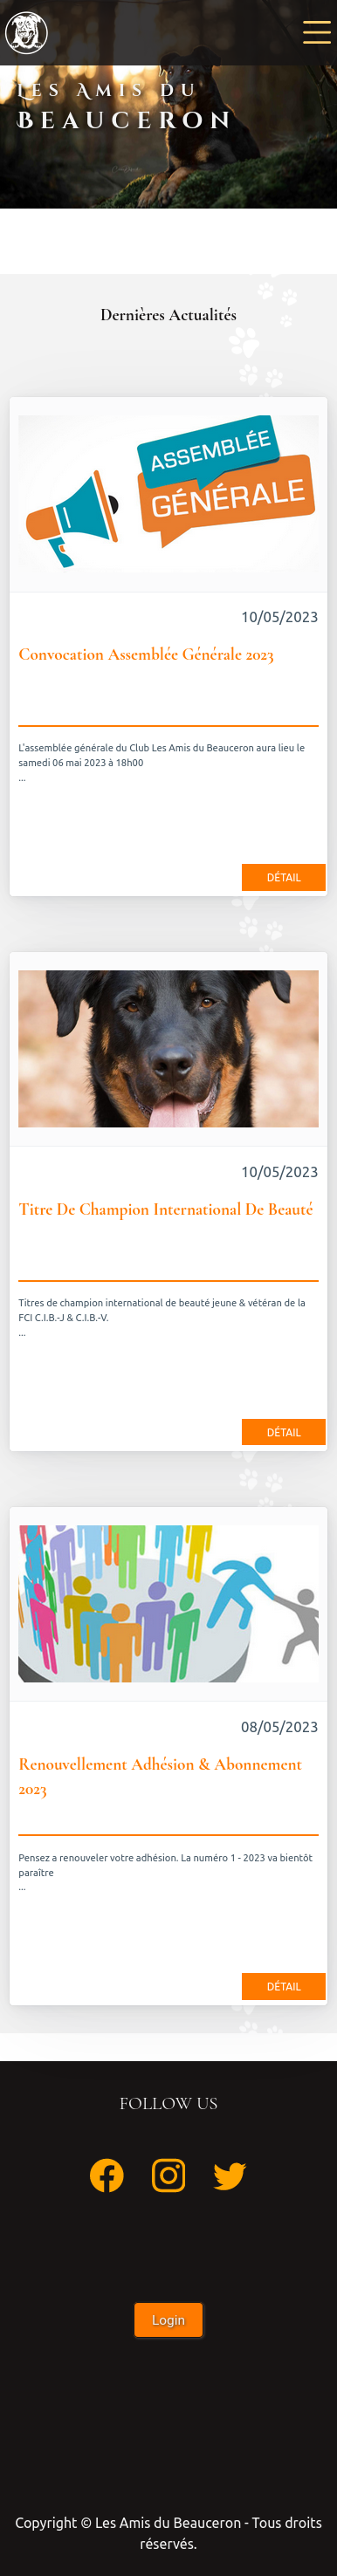 Les Amis du
Beauceron
Dernières Actualités
ASSEMBLÉE
GÉNÉRALE
10/05/2023
Convocation Assemblée Générale 2023
L'assemblée générale du Club Les Amis du Beauceron aura lieu le
samedi 06 mai 2023 à 18h00
...
DÉTAIL
10/05/2023
Titre De Champion International De Beauté
Titres de champion international de beauté jeune & vétéran de la
FCI C.I.B.-J & C.I.B.-V.
...
DÉTAIL
08/05/2023
Renouvellement Adhésion & Abonnement
2023
Pensez a renouveler votre adhésion. La numéro 1 - 2023 va bientôt
paraître
...
DÉTAIL
FOLLOW US
Login
Copyright © Les Amis du Beauceron - Tous droits
réservés.